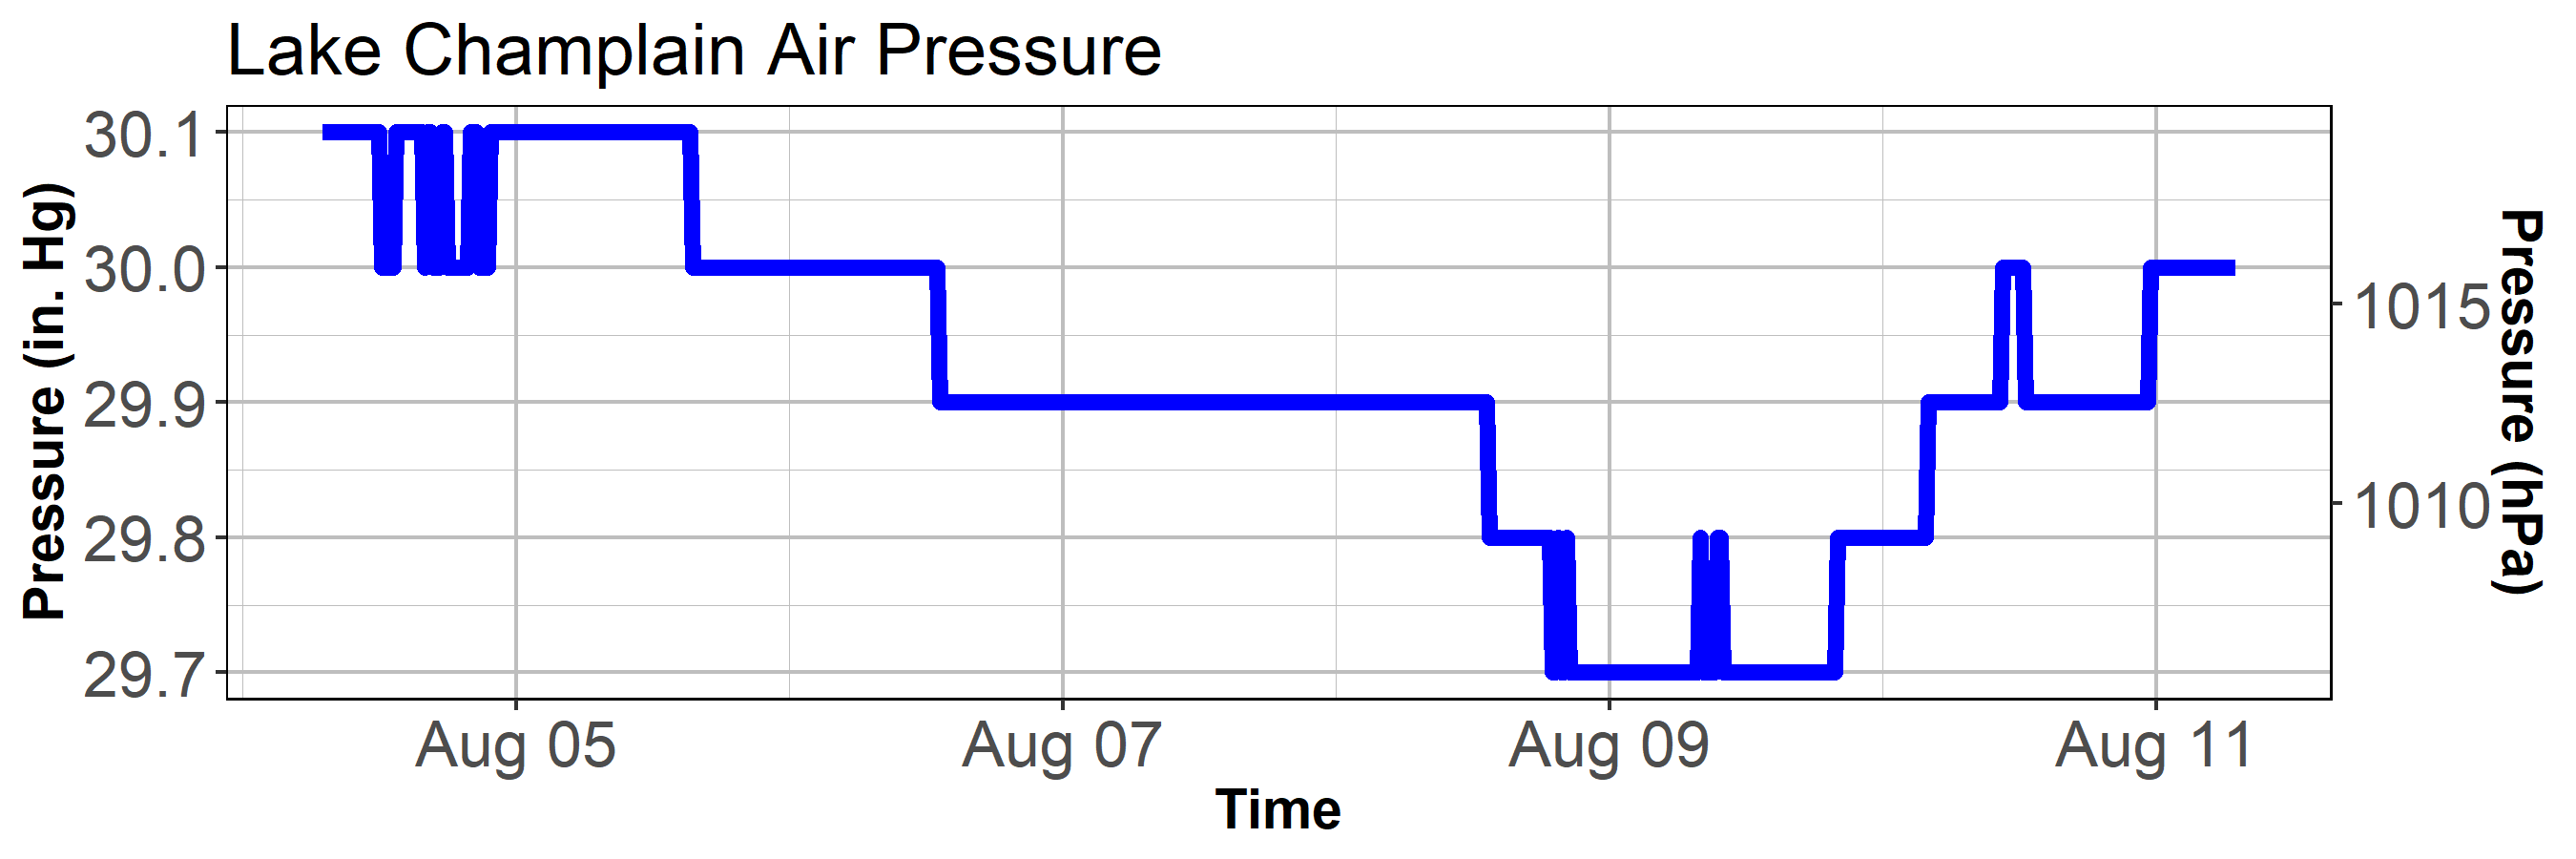 Lake Champlain Air Pressure
Pressure (in. Hg)
30.1
30.0
29.9
29.8
29.7
1015
1010
Pressure (hPa)
Aug 05
Aug 07
Aug 09
Aug 11
Time